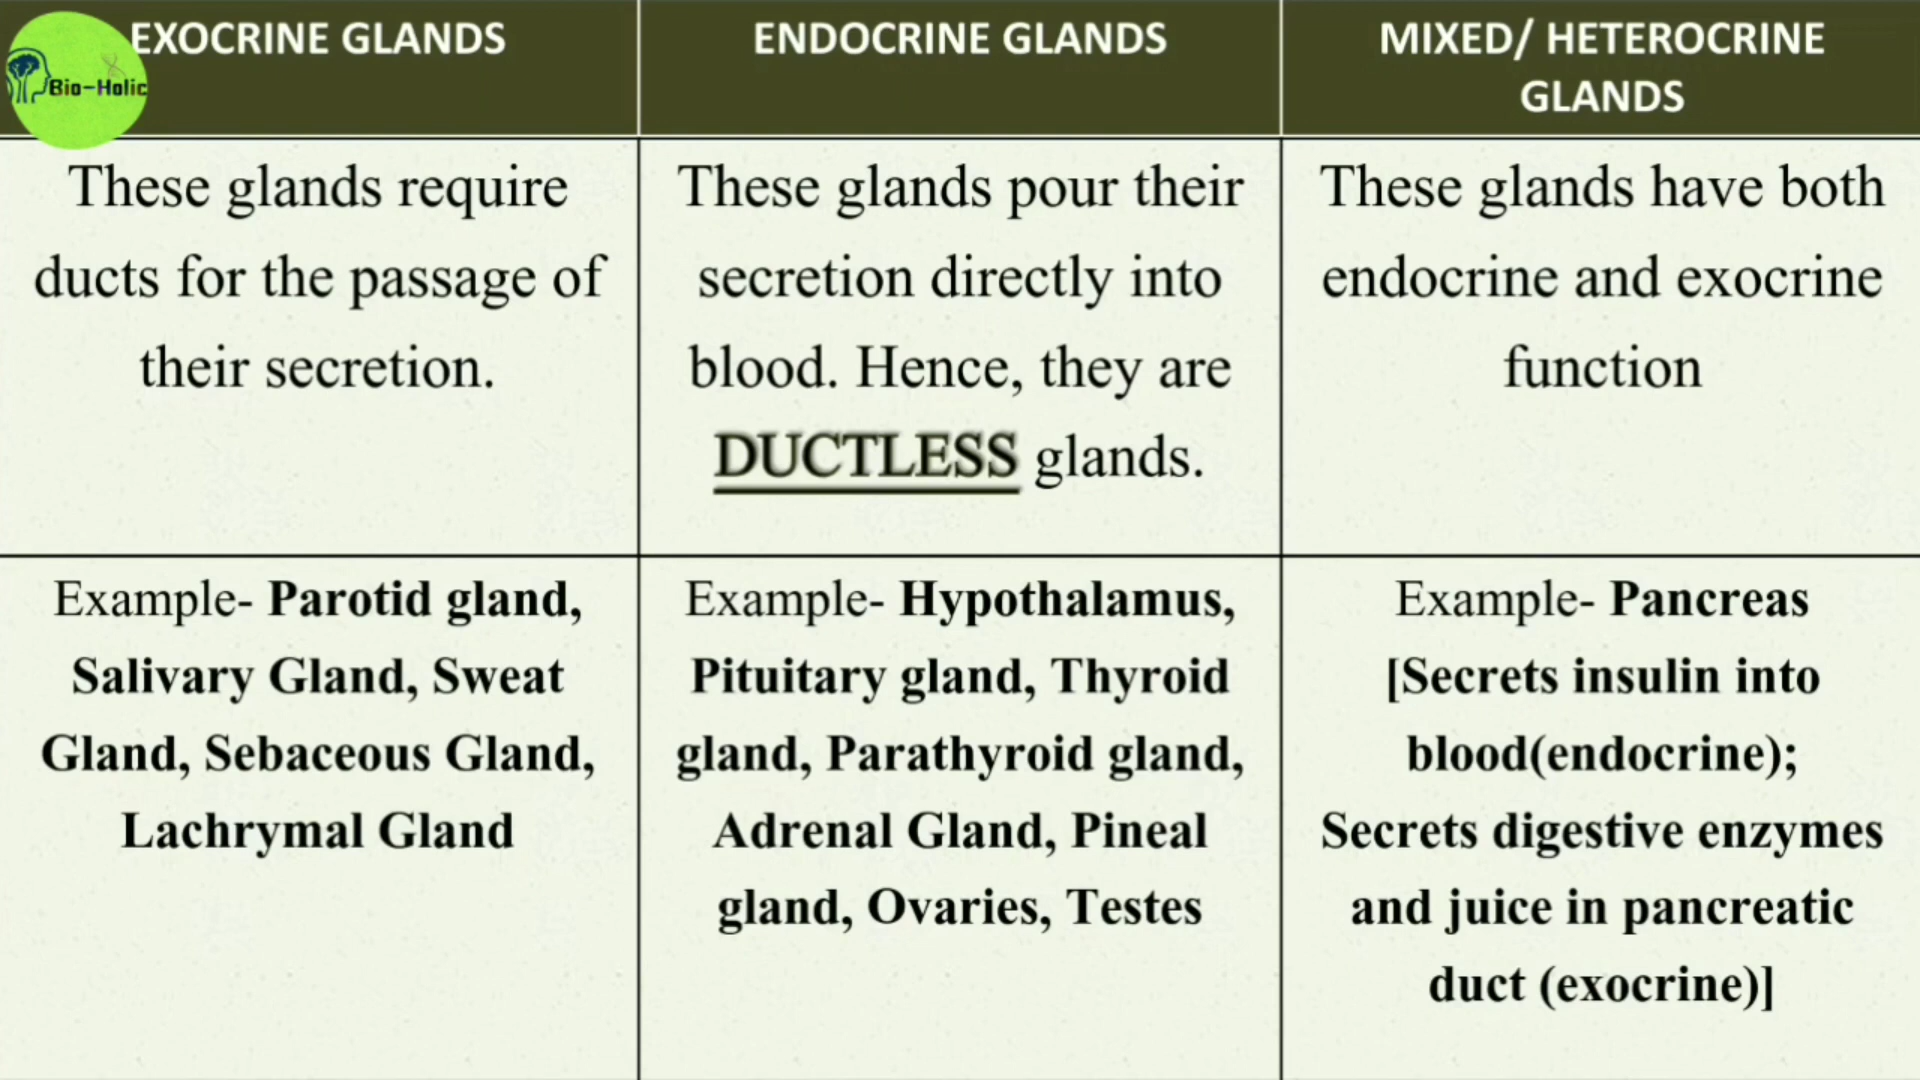 Bio-Holic
EXOCRINE GLANDS
ENDOCRINE GLANDS
MIXED/ HETEROCRINE
GLANDS
These glands require
ducts for the passage of
their secretion.
These glands pour their
secretion directly into
blood. Hence, they are
DUCTLESS glands.
These glands have both
endocrine and exocrine
function
Example- Parotid gland,
Salivary Gland, Sweat
Gland, Sebaceous Gland,
Lachrymal Gland
Example- Hypothalamus,
Pituitary gland, Thyroid
gland, Parathyroid gland,
Adrenal Gland, Pineal
gland, Ovaries, Testes
Example- Pancreas
[Secrets insulin into
blood(endocrine);
Secrets digestive enzymes
and juice in pancreatic
duct (exocrine)]